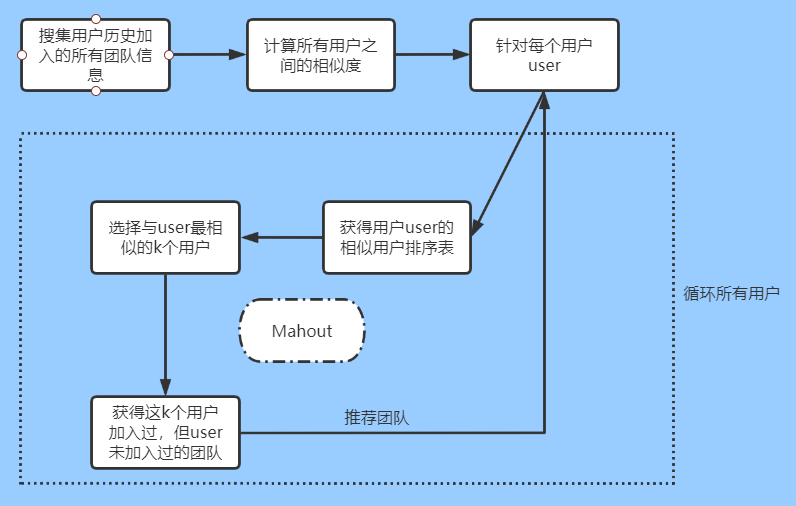 搜集用户历史加
入的所有团队信
息
计算所有用户之
间的相似度
针对每个用户
user
获得用户user的
相似用户排序表
选择与user最相
似的k个用户
循环所有用户
Mahout
获得这k个用户
加入过，但user
未加入过的团队
推荐团队